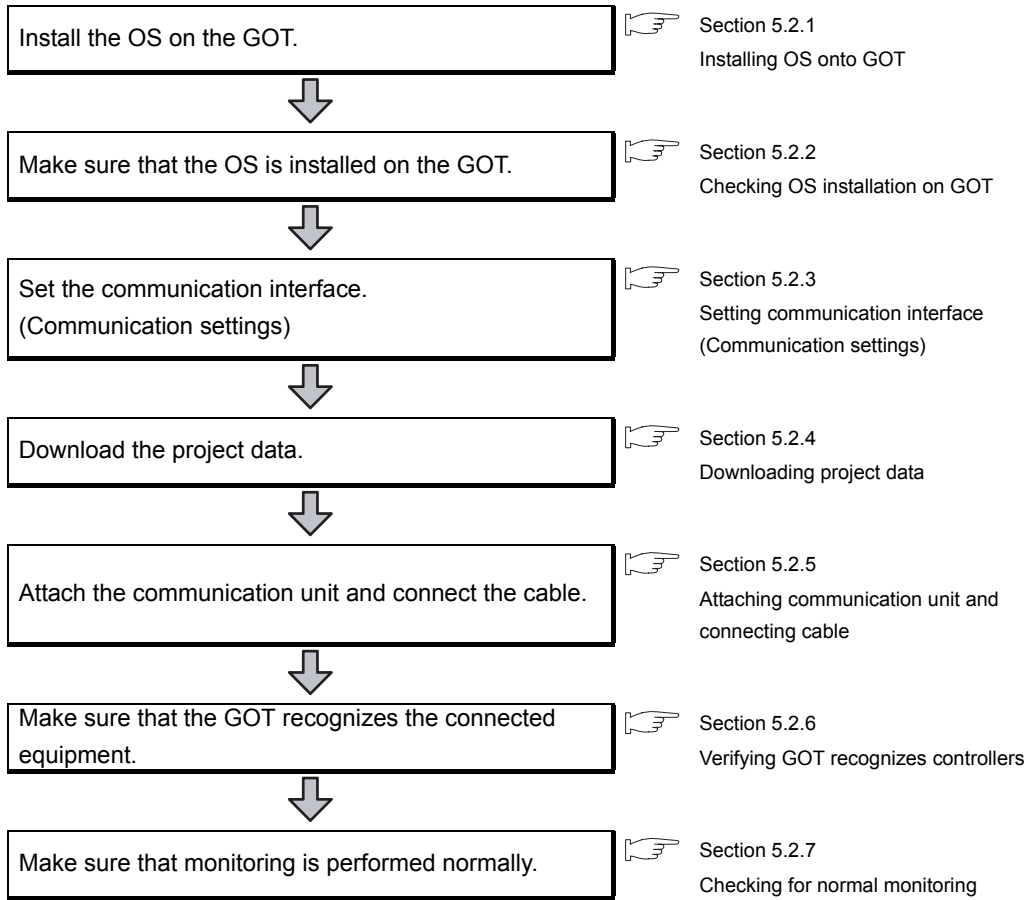 Install the OS on the GOT.
Section 5.2.1
Installing OS onto GOT
Make sure that the OS is installed on the GOT.
Section 5.2.2
Checking OS installation on GOT
Set the communication interface.
(Communication settings)
Section 5.2.3
Setting communication interface
(Communication settings)
Download the project data.
Section 5.2.4
Downloading project data
Attach the communication unit and connect the cable.
Section 5.2.5
Attaching communication unit and
connecting cable
Make sure that the GOT recognizes the connected
equipment.
Section 5.2.6
Verifying GOT recognizes controllers
Make sure that monitoring is performed normally.
Section 5.2.7
Checking for normal monitoring